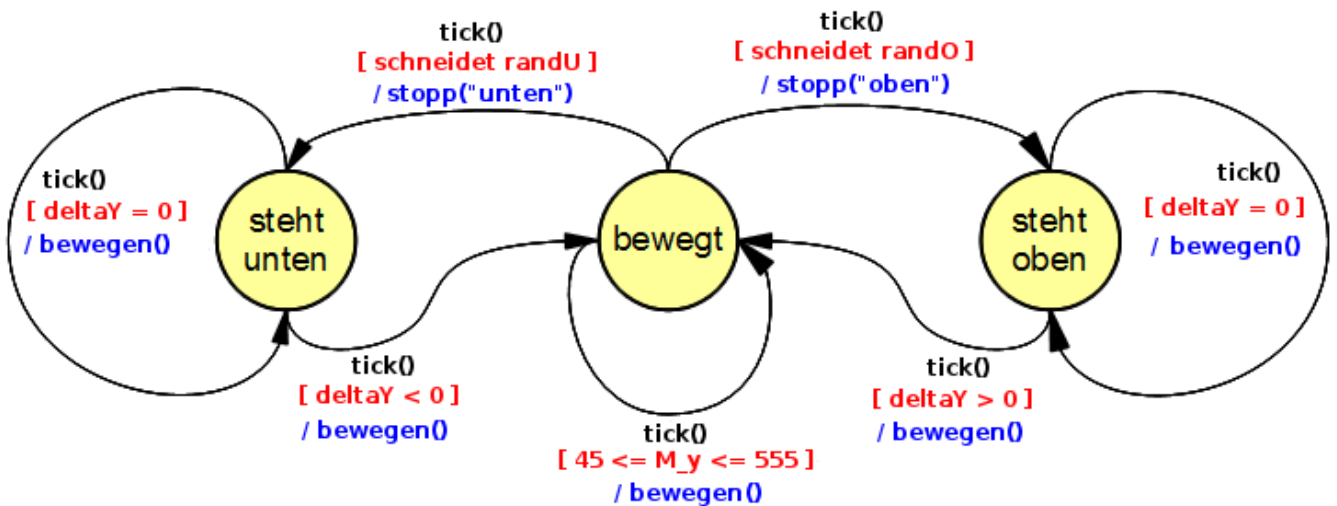 tick()
[ schneidet randU ]
/ stopp("unten")
tick()
[ schneidet randO ]
/ stopp("oben")
tick()
[ deltaY = 0 ]
/ bewegen()
steht
unten
bewegt
steht
oben
tick()
[ deltaY = 0 ]
/ bewegen()
tick()
[ deltaY < 0 ]
/ bewegen()
tick()
[ 45 <= M_y <= 555 ]
/ bewegen()
tick()
[ deltaY > 0 ]
/ bewegen()